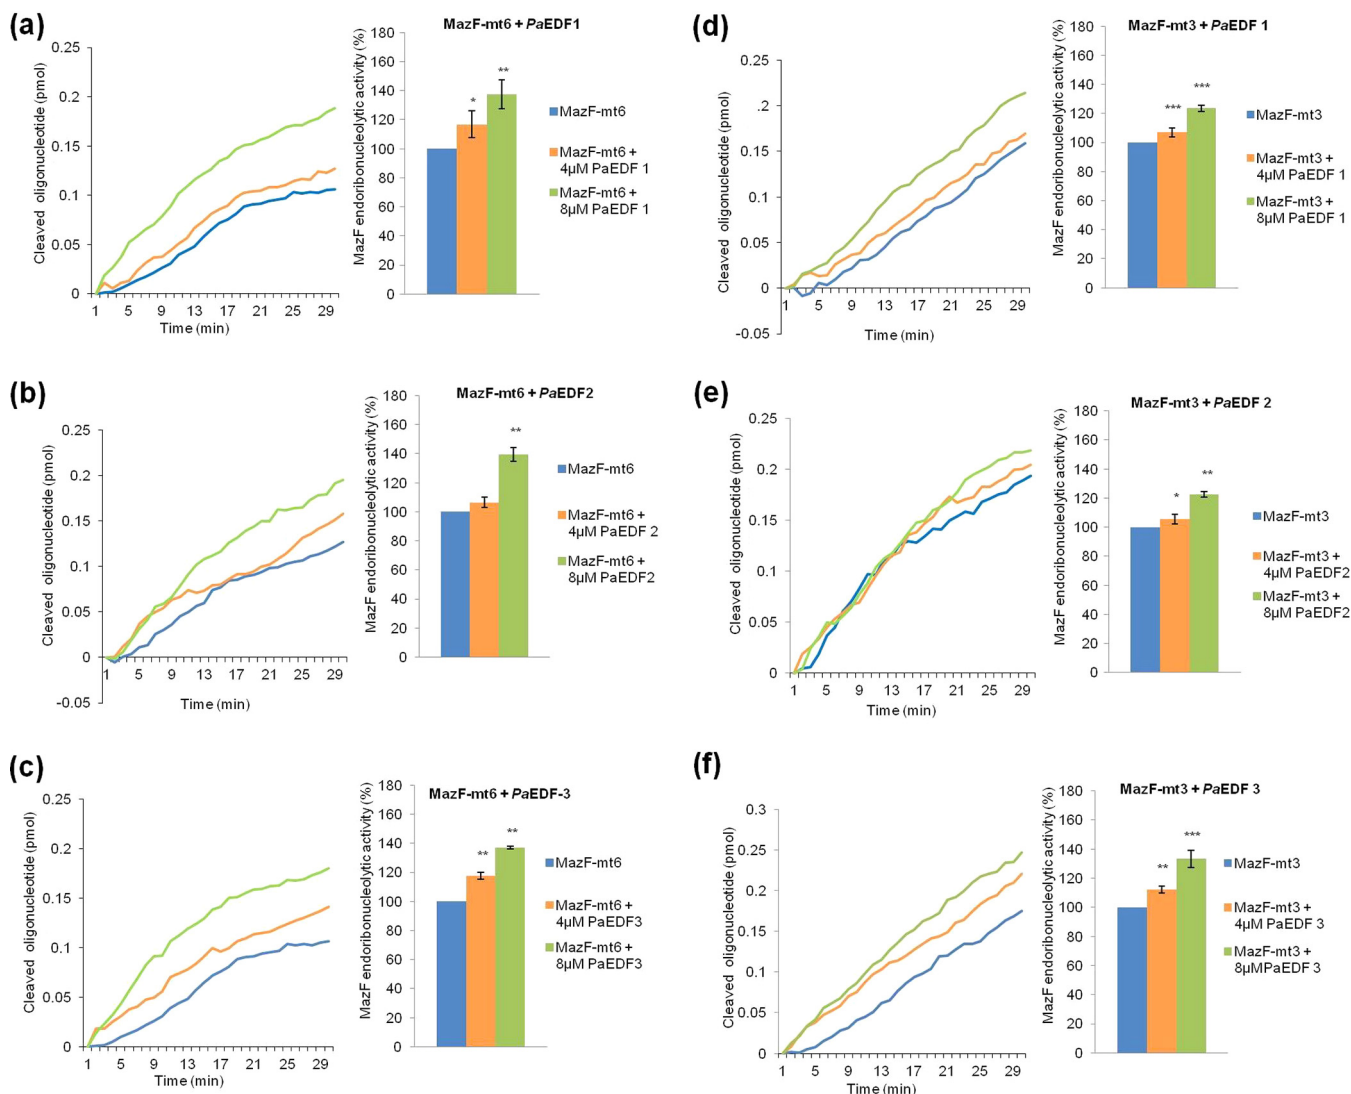 (a)
MazF-mt6 + PaEDF1
Cleaved oligonucleotide (pmol)
0.25
0.2
0.15
0.1
0.05
0
1 5 9 13 17 21 25 29
Time (min)
MazF endoribonucleolytic activity (%)
180
160
140
120
100
80
60
40
20
0
* **
MazF-mt6
MazF-mt6 +
4µM PaEDF 1
MazF-mt6 +
8µM PaEDF 1
(d)
MazF-mt3 + PaEDF 1
Cleaved oligonucleotide (pmol)
0.25
0.2
0.15
0.1
0.05
0
-0.05
1 5 9 13 17 21 25 29
Time (min)
MazF endoribonucleolytic activity (%)
180
160
140
120
100
80
60
40
20
0
*** ***
MazF-mt3
MazF-mt3 +
4µM PaEDF 1
MazF-mt3 +
8µM PaEDF 1
(b)
MazF-mt6 + PaEDF2
Cleaved oligonucleotide (pmol)
0.25
0.2
0.15
0.1
0.05
0
-0.05
1 5 9 13 17 21 25 29
Time (min)
MazF endoribonucleolytic activity (%)
180
160
140
120
100
80
60
40
20
0
**
MazF-mt6
MazF-mt6 +
4µM PaEDF 2
MazF-mt6 +
8µM PaEDF2
(e)
MazF-mt3 + PaEDF 2
Cleaved oligonucleotide (pmol)
0.25
0.2
0.15
0.1
0.05
0
1 5 9 13 17 21 25 29
Time (min)
MazF endoribonucleolytic activity (%)
180
160
140
120
100
80
60
40
20
0
* **
MazF-mt3
MazF-mt3 +
4µM PaEDF2
MazF-mt3 +
8µM PaEDF2
(c)
MazF-mt6 + PaEDF-3
Cleaved oligonucleotide (pmol)
0.25
0.2
0.15
0.1
0.05
0
1 5 9 13 17 21 25 29
Time (min)
MazF endoribonucleolytic activity (%)
180
160
140
120
100
80
60
40
20
0
** **
MazF-mt6
MazF-mt6 +
4µM PaEDF3
MazF-mt6 +
8µM PaEDF3
(f)
MazF-mt3 + PaEDF 3
Cleaved oligonucleotide (pmol)
0.3
0.25
0.2
0.15
0.1
0.05
0
1 5 9 13 17 21 25 29
Time (min)
MazF endoribonucleolytic activity (%)
180
160
140
120
100
80
60
40
20
0
** ***
MazF-mt3
MazF-mt3 +
4µM PaEDF 3
MazF-mt3 +
8µMPaEDF 3